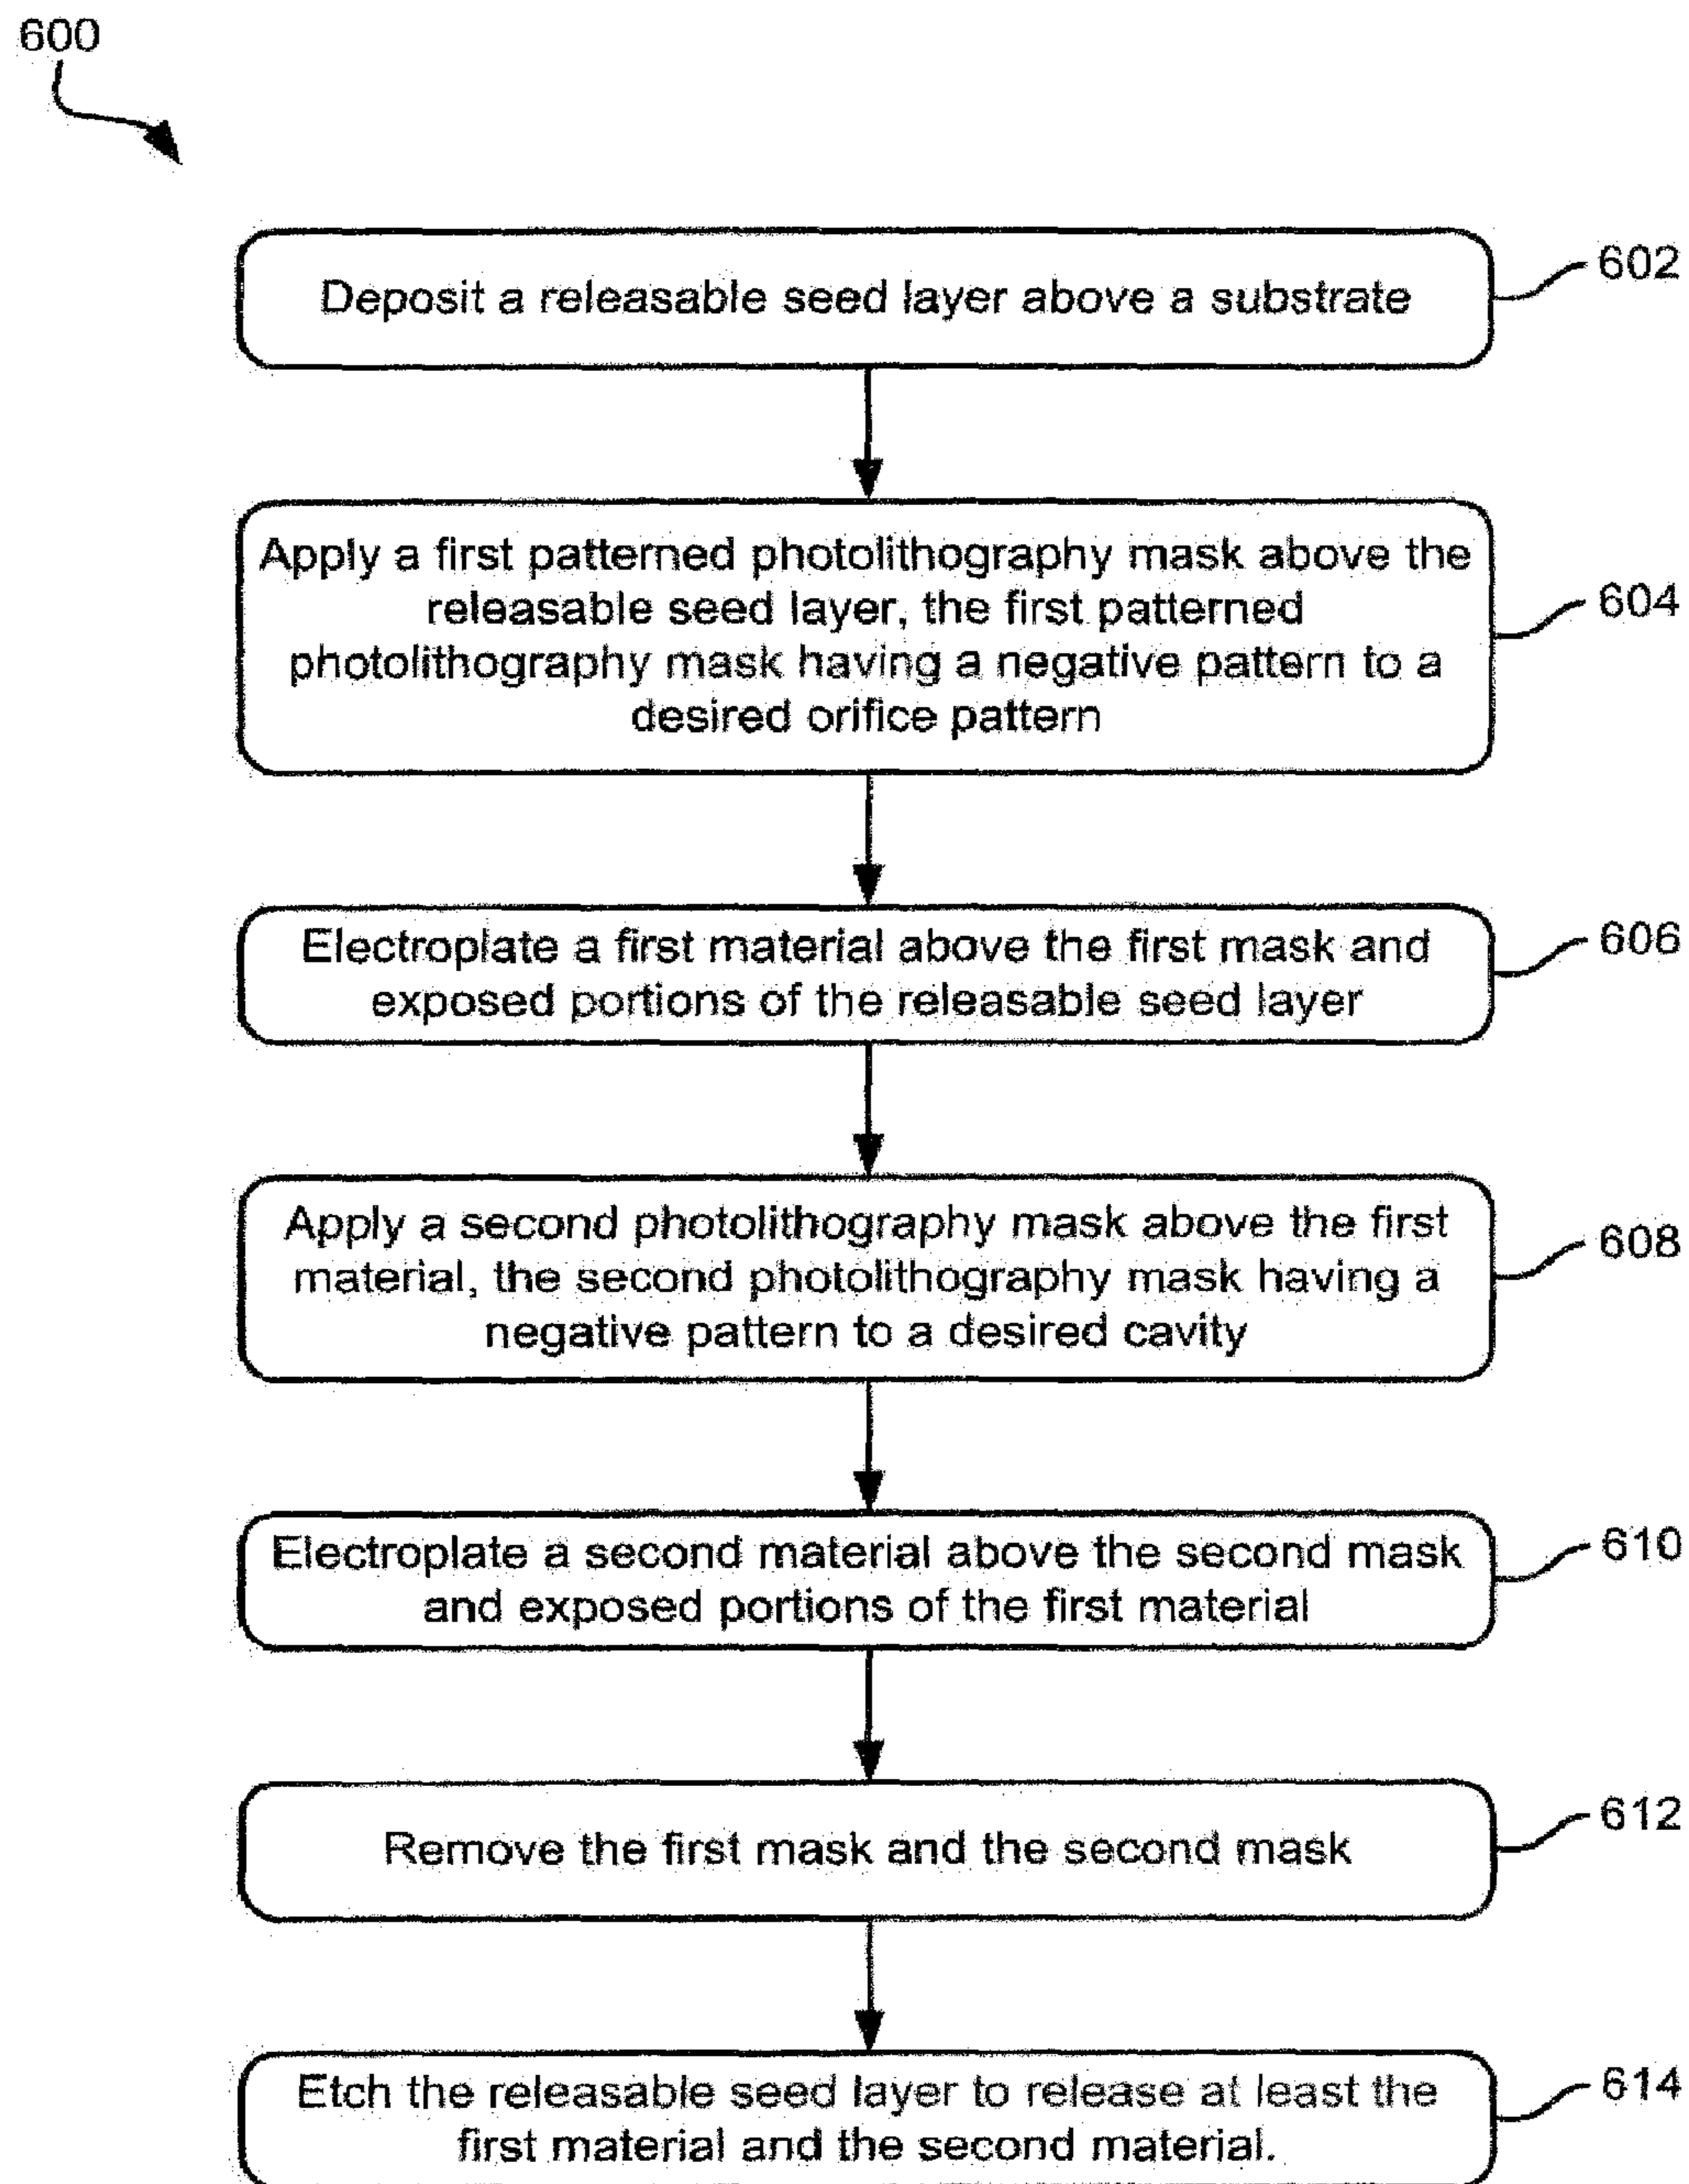 600
Deposit a releasable seed layer above a substrate
602
Apply a first patterned photolithography mask above the
releasable seed layer, the first patterned
photolithography mask having a negative pattern to a
desired orifice pattern
604
Electroplate a first material above the first mask and
exposed portions of the releasable seed layer
606
Apply a second photolithography mask above the first
material, the second photolithography mask having a
negative pattern to a desired cavity
608
Electroplate a second material above the second mask
and exposed portions of the first material
610
Remove the first mask and the second mask
612
Etch the releasable seed layer to release at least the
first material and the second material.
614